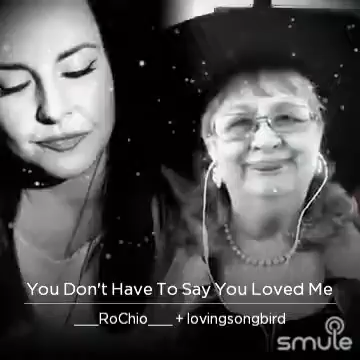 You Don't Have To Say You Loved Me
___RoChio___ + lovingsongbird
smule